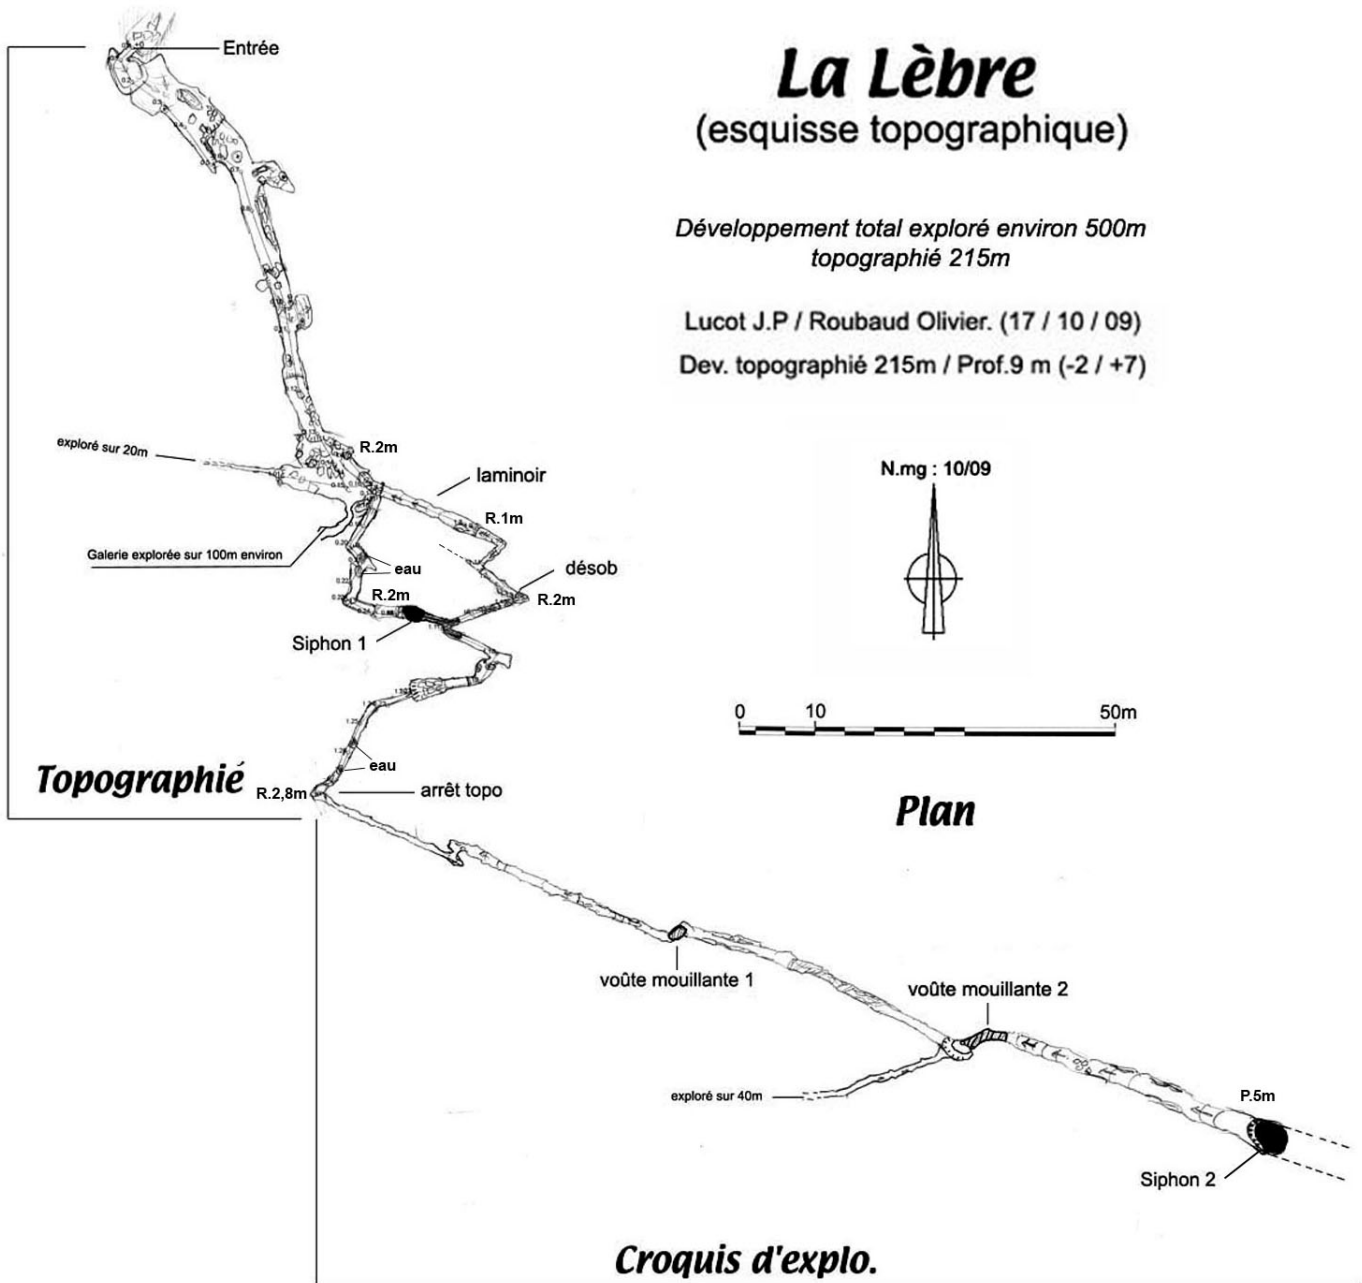 Entrée
La Lèbre
(esquisse topographique)
Développement total exploré environ 500m
topographié 215m
Lucot J.P / Roubaud Olivier. (17 / 10 / 09)
Dev. topographié 215m / Prof.9 m (-2 / +7)
exploré sur 20m
R.2m
laminoir
N.mg : 10/09
R.1m
Galerie explorée sur 100m environ
eau
désob
R.2m
R.2m
Siphon 1
0 10 50m
eau
Topographié
R.2,8m
arrêt topo
Plan
voûte mouillante 1
voûte mouillante 2
exploré sur 40m
P.5m
Siphon 2
Croquis d'explo.